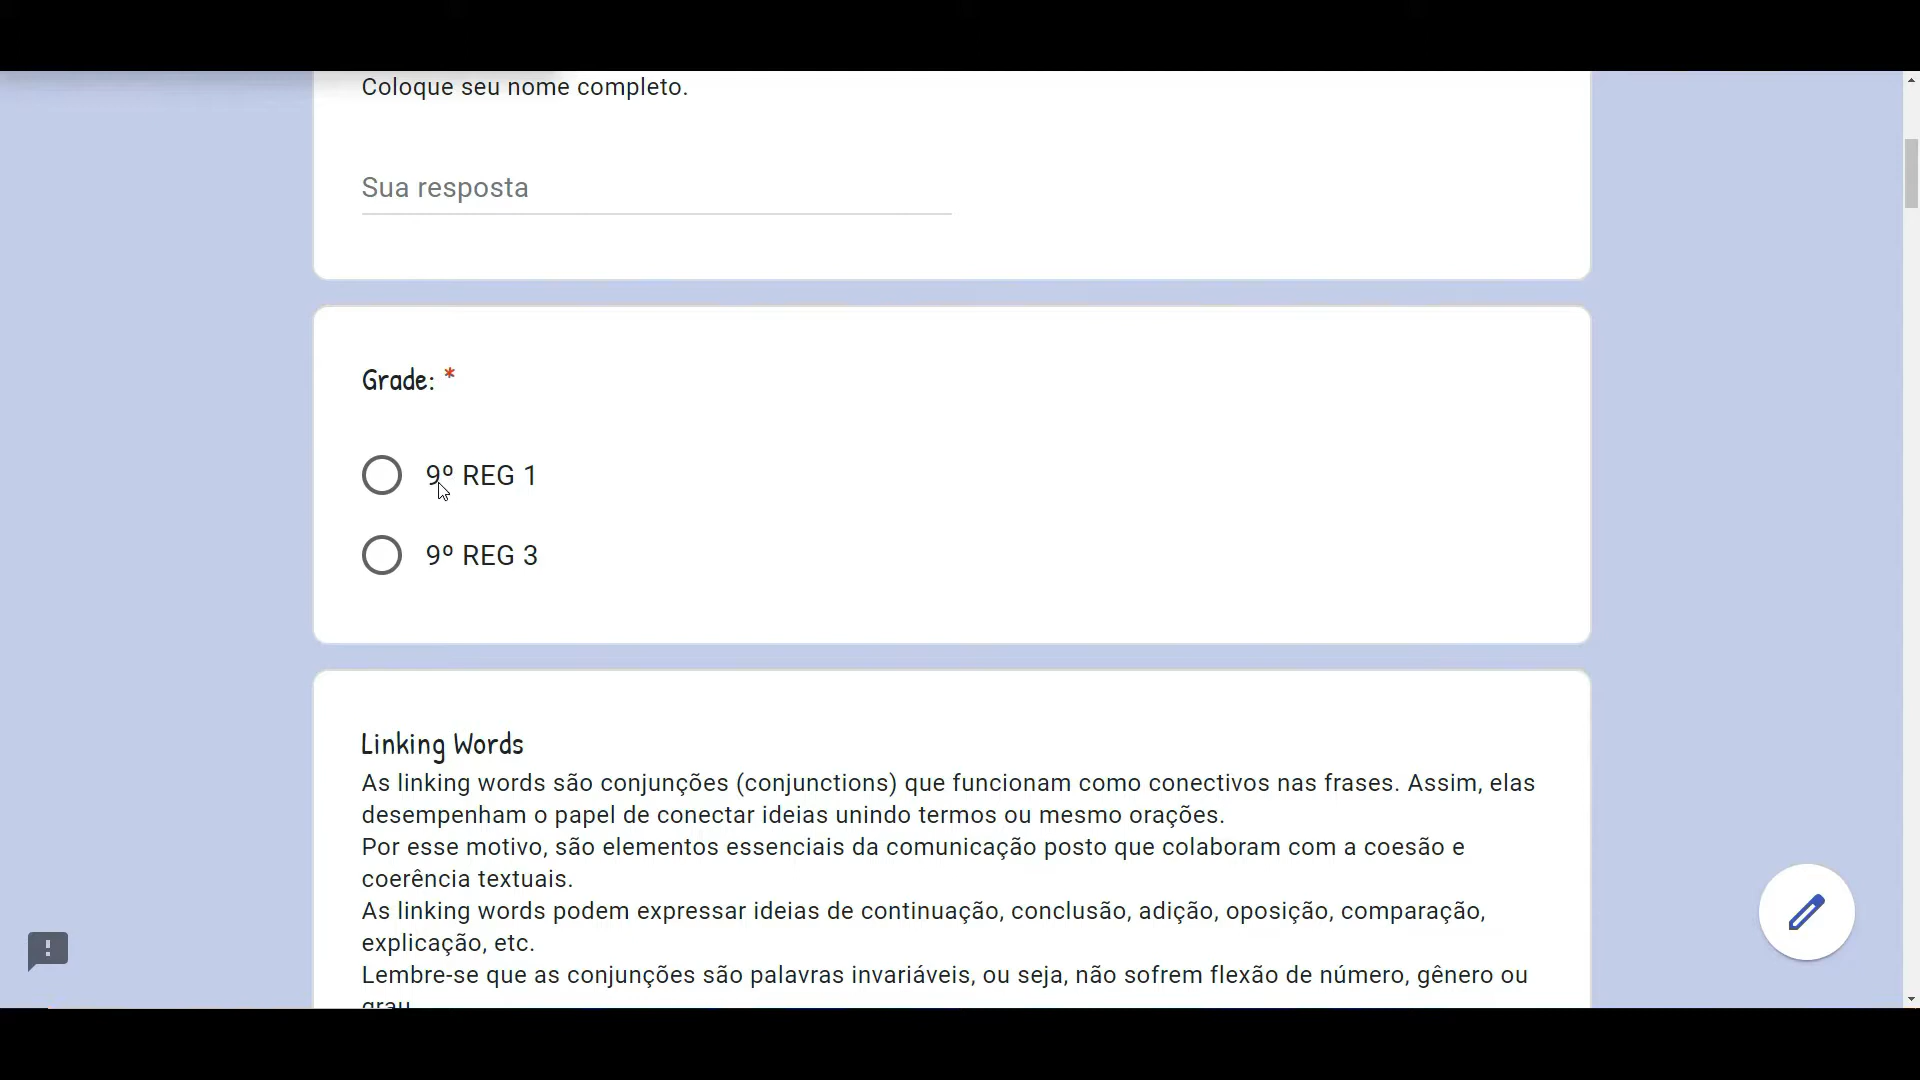 Coloque seu nome completo.
Sua resposta
Grade: *
9º REG 1
9º REG 3
Linking Words
As linking words são conjunções (conjunctions) que funcionam como conectivos nas frases. Assim, elas
desempenham o papel de conectar ideias unindo termos ou mesmo orações.
Por esse motivo, são elementos essenciais da comunicação posto que colaboram com a coesão e
coerência textuais.
As linking words podem expressar ideias de continuação, conclusão, adição, oposição, comparação,
explicação, etc.
Lembre-se que as conjunções são palavras invariáveis, ou seja, não sofrem flexão de número, gênero ou
grau